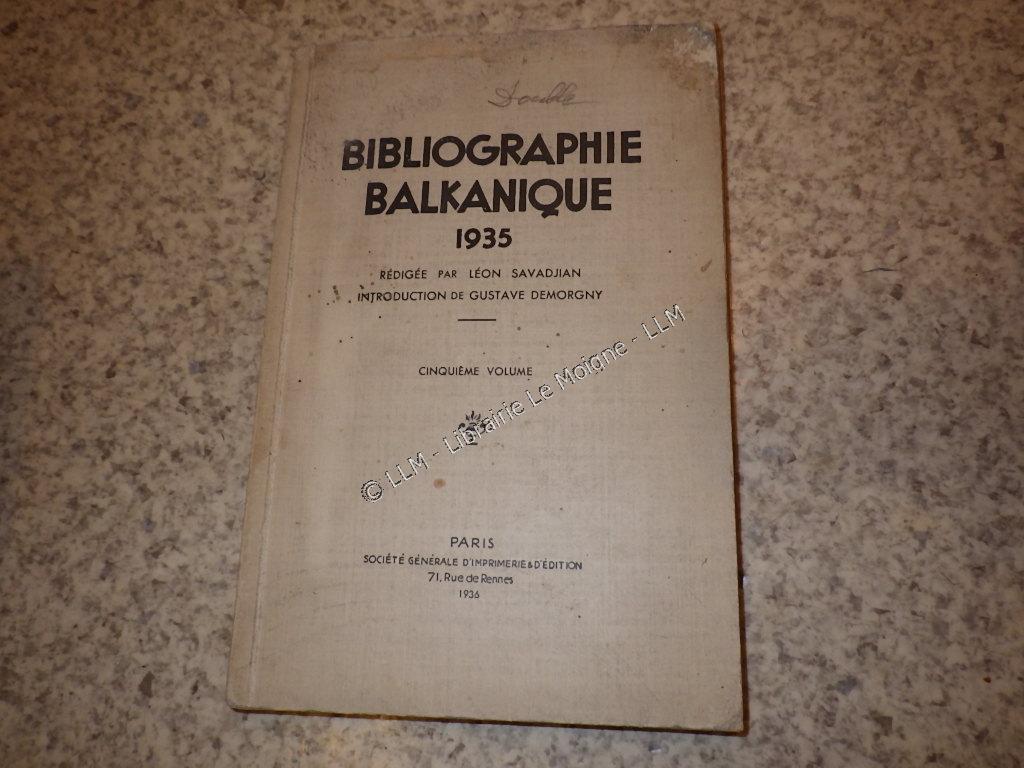 Double
BIBLIOGRAPHIE
BALKANIQUE
1935
RÉDIGÉE PAR LÉON SAVADJIAN
INTRODUCTION DE GUSTAVE DEMORGNY
CINQUIÈME VOLUME
© LLM - Librairie Le Moigne - LLM
PARIS
SOCIÉTÉ GÉNÉRALE D'IMPRIMERIE & D'ÉDITION
71, Rue de Rennes
1936